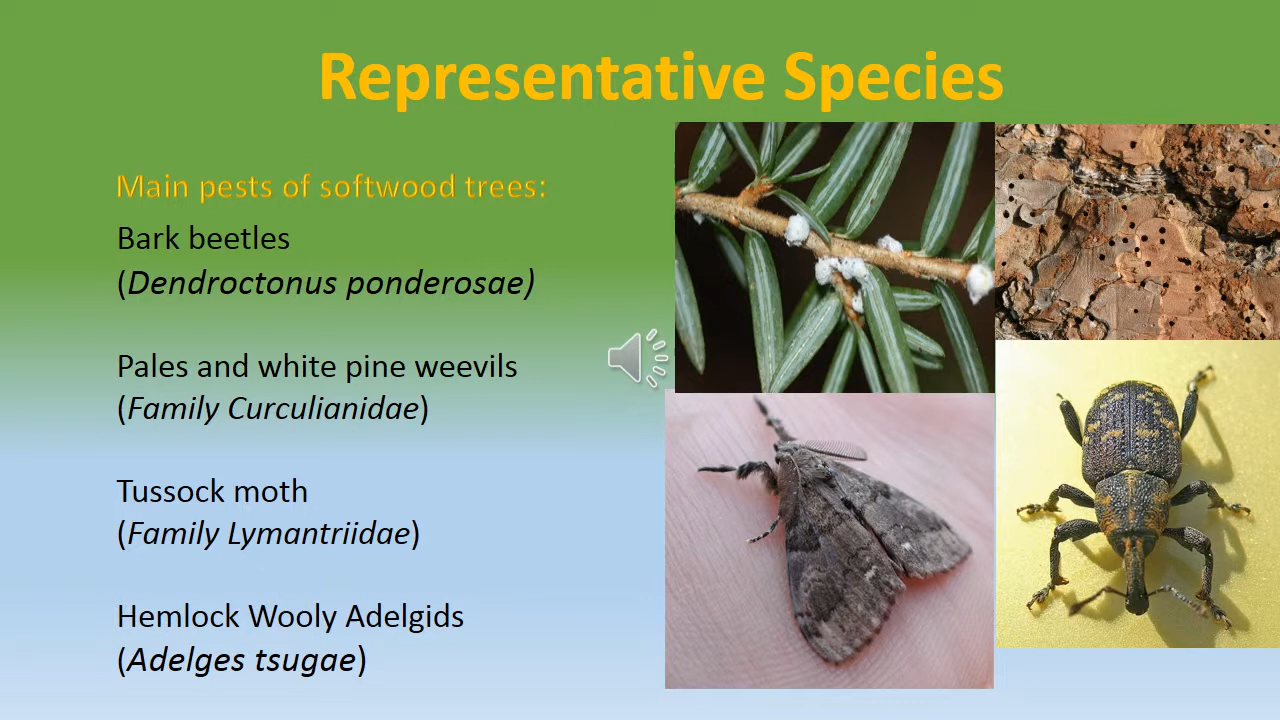 Representative Species
Main pests of softwood trees:
Bark beetles
(Dendroctonus ponderosae)
Pales and white pine weevils
(Family Curculianidae)
Tussock moth
(Family Lymantriidae)
Hemlock Wooly Adelgids
(Adelges tsugae)